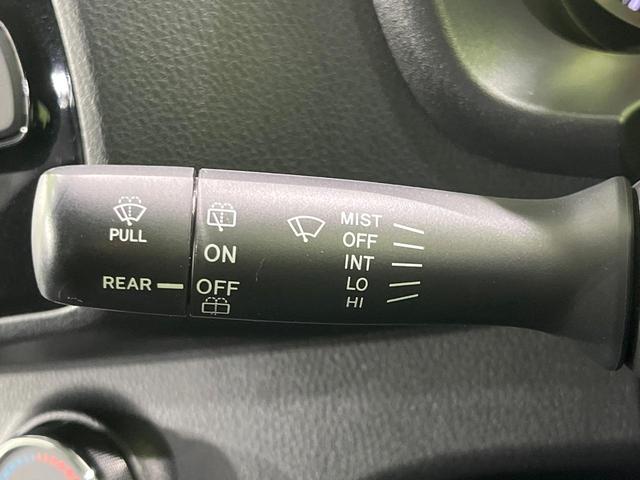 PULL
REAR
ON
OFF
MIST
OFF
INT
LO
HI